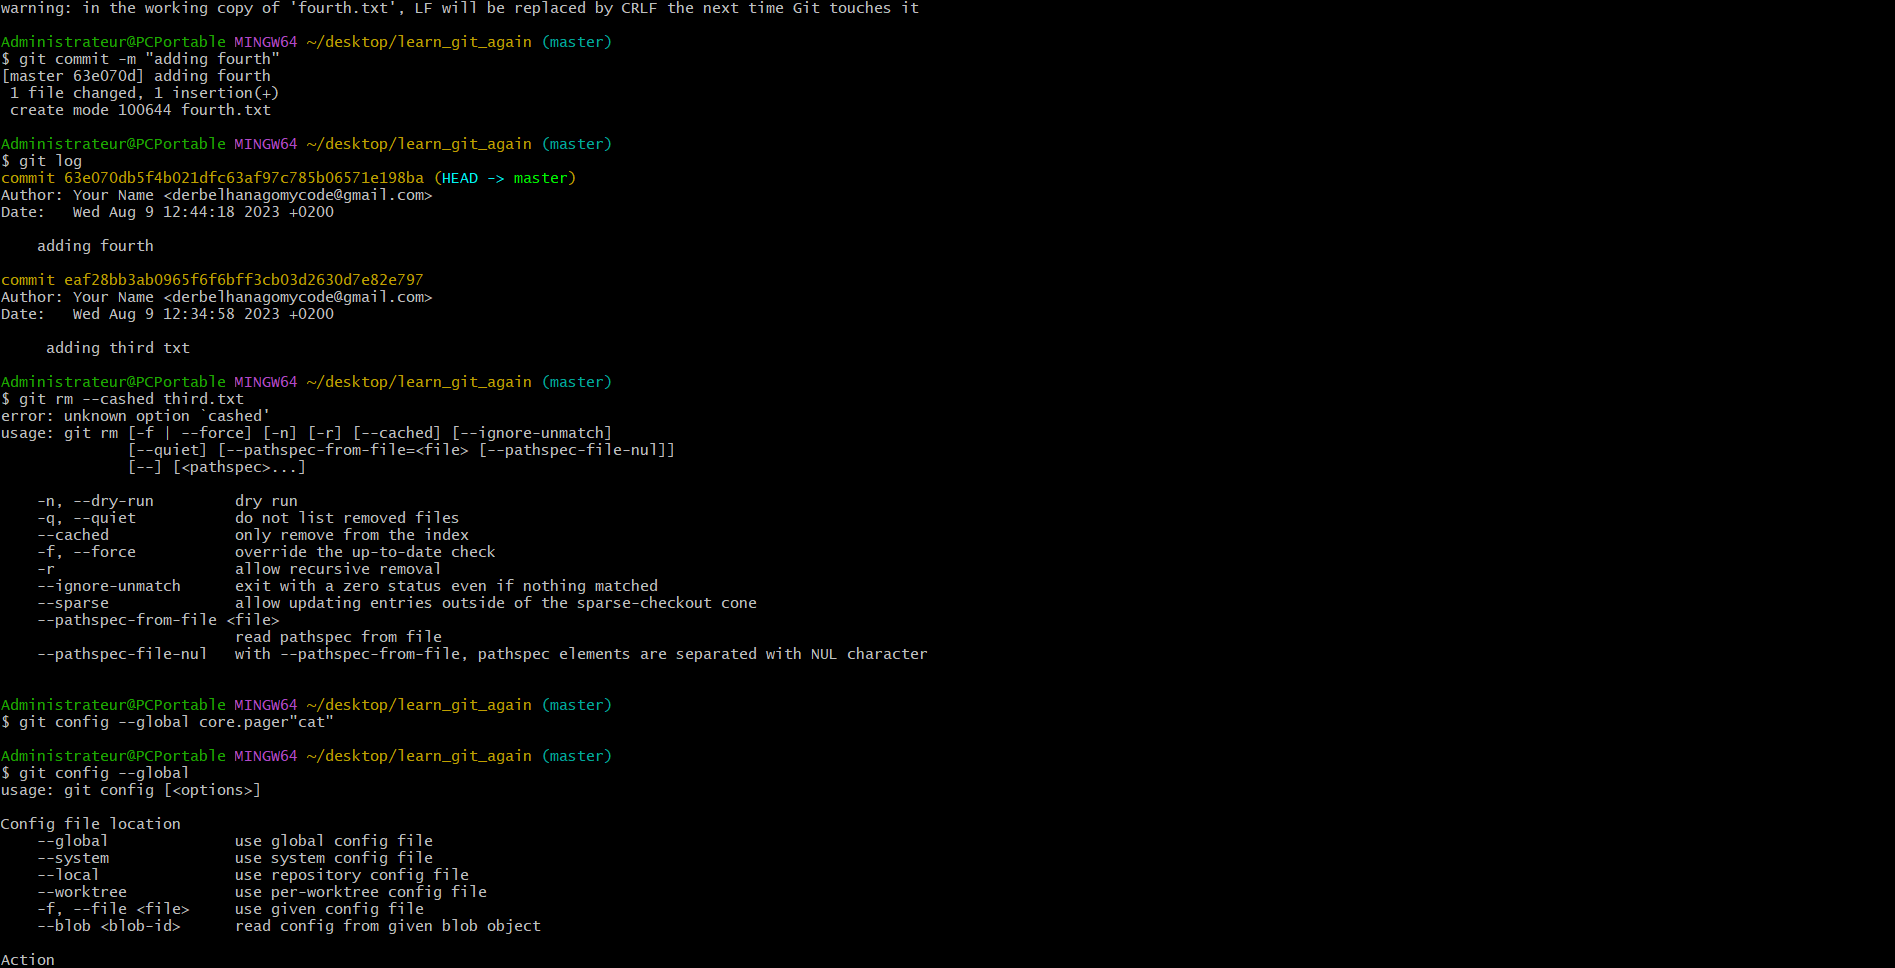 warning: in the working copy of 'fourth.txt', LF will be replaced by CRLF the next time Git touches it
Administrateur@PCPortable MINGW64 ~/desktop/learn_git_again (master)
$ git commit -m "adding fourth"
[master 63e070d] adding fourth
 1 file changed, 1 insertion(+)
 create mode 100644 fourth.txt
Administrateur@PCPortable MINGW64 ~/desktop/learn_git_again (master)
$ git log
commit 63e070db5f4b021dfc63af97c785b06571e198ba (HEAD -> master)
Author: Your Name <derbelhanagomycode@gmail.com>
Date:   Wed Aug 9 12:44:18 2023 +0200
    adding fourth
commit eaf28bb3ab0965f6f6bff3cb03d2630d7e82e797
Author: Your Name <derbelhanagomycode@gmail.com>
Date:   Wed Aug 9 12:34:58 2023 +0200
     adding third txt
Administrateur@PCPortable MINGW64 ~/desktop/learn_git_again (master)
$ git rm --cashed third.txt
error: unknown option `cashed'
usage: git rm [-f | --force] [-n] [-r] [--cached] [--ignore-unmatch]
              [--quiet] [--pathspec-from-file=<file> [--pathspec-file-nul]]
              [--] [<pathspec>...]
    -n, --dry-run         dry run
    -q, --quiet           do not list removed files
    --cached              only remove from the index
    -f, --force           override the up-to-date check
    -r                    allow recursive removal
    --ignore-unmatch      exit with a zero status even if nothing matched
    --sparse              allow updating entries outside of the sparse-checkout cone
    --pathspec-from-file <file>
                          read pathspec from file
    --pathspec-file-nul   with --pathspec-from-file, pathspec elements are separated with NUL character
Administrateur@PCPortable MINGW64 ~/desktop/learn_git_again (master)
$ git config --global core.pager"cat"
Administrateur@PCPortable MINGW64 ~/desktop/learn_git_again (master)
$ git config --global
usage: git config [<options>]
Config file location
    --global              use global config file
    --system              use system config file
    --local               use repository config file
    --worktree            use per-worktree config file
    -f, --file <file>     use given config file
    --blob <blob-id>      read config from given blob object
Action